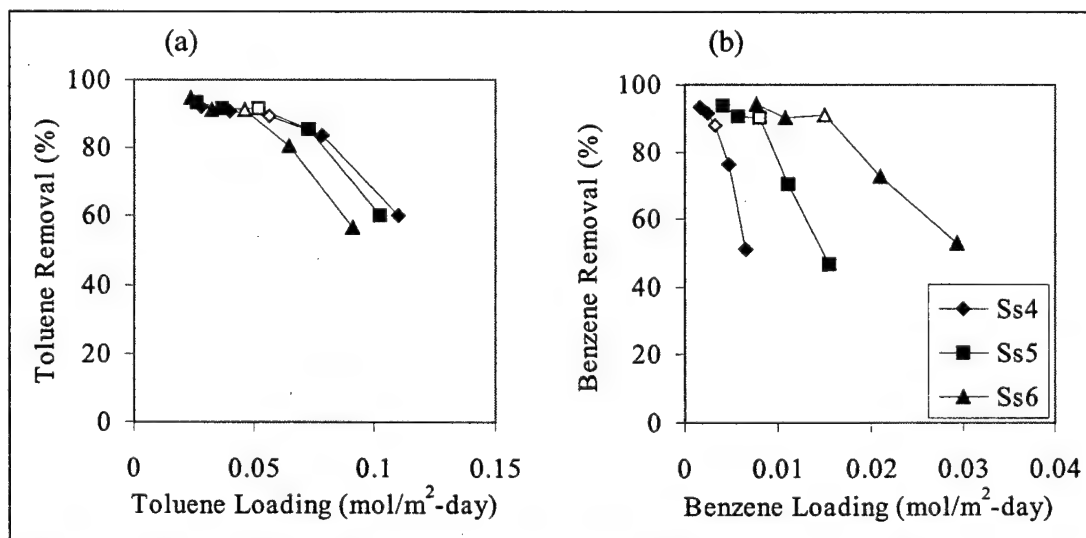 (a)
(b)
Toluene Removal (%)
100
80
60
40
20
0
0
0.05
0.1
0.15
Toluene Loading (mol/m²-day)
Benzene Removal (%)
100
80
60
40
20
0
0
0.01
0.02
0.03
0.04
Benzene Loading (mol/m²-day)
Ss4
Ss5
Ss6